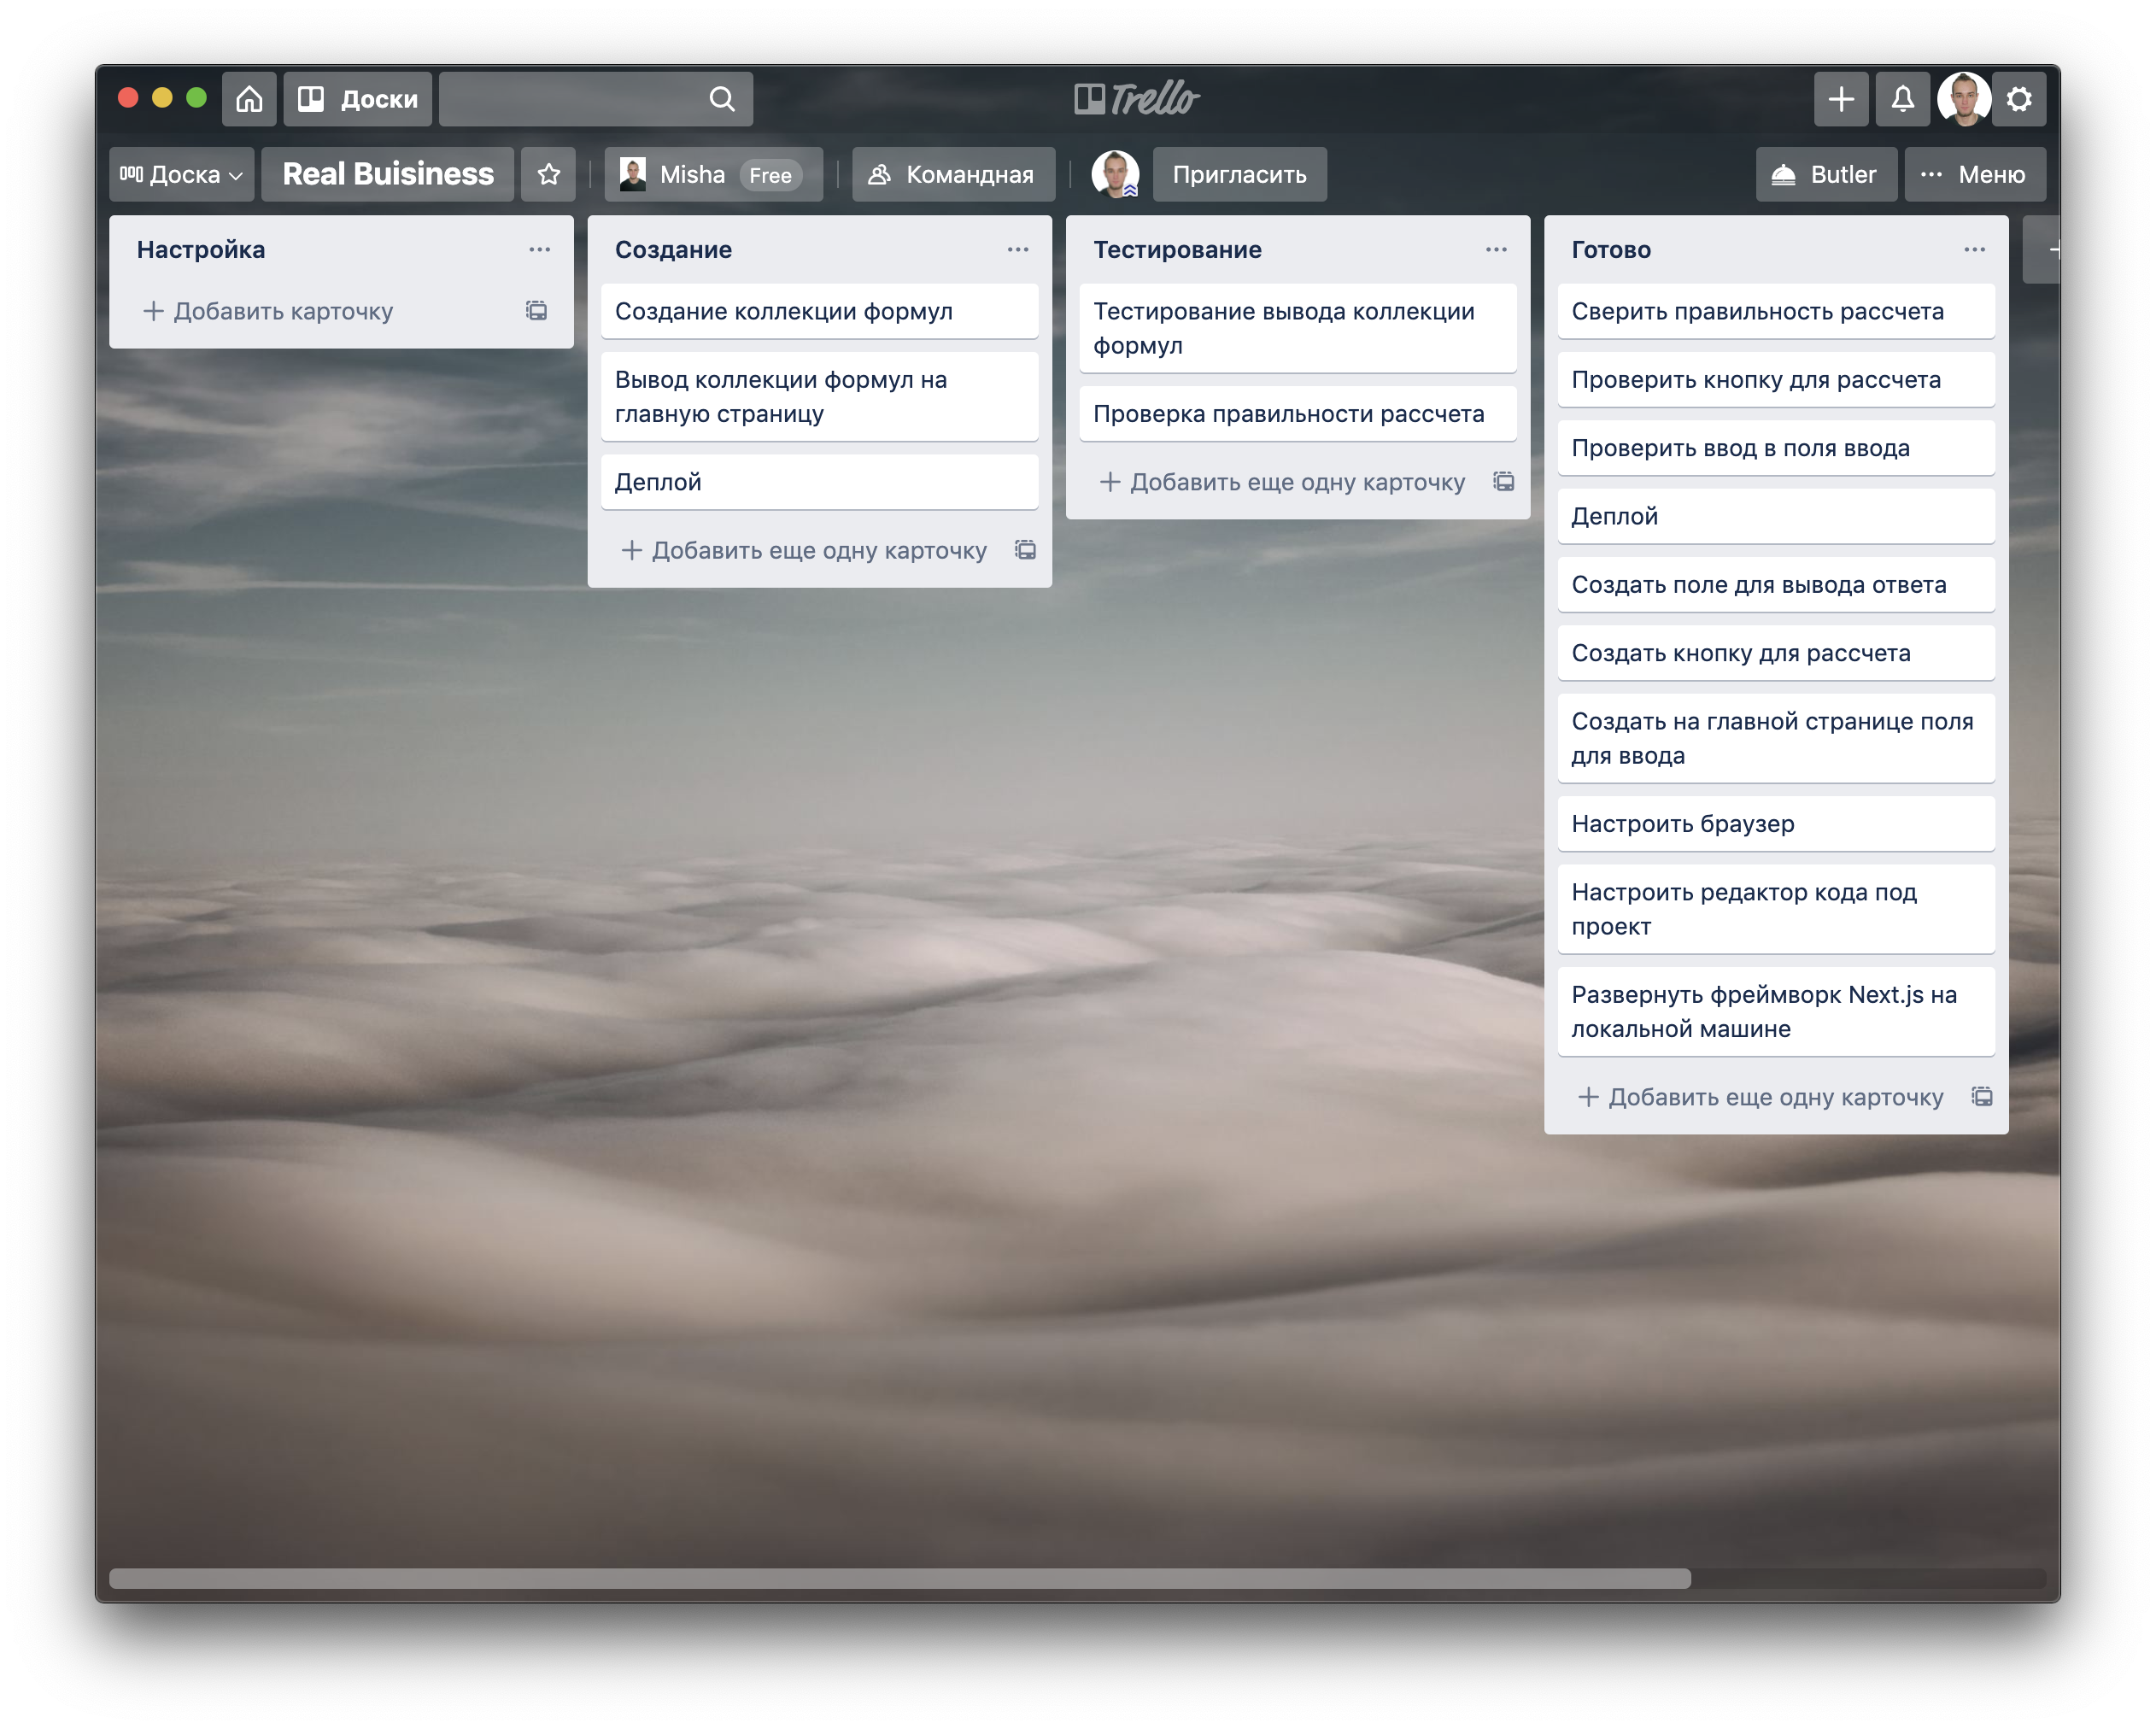 Доски
Trello
Доска
Real Buisiness
Misha Free
Командная
Пригласить
Butler
Меню
Настройка
Добавить карточку
Создание
Создание коллекции формул
Вывод коллекции формул на
главную страницу
Деплой
Добавить еще одну карточку
Тестирование
Тестирование вывода коллекции
формул
Проверка правильности рассчета
Добавить еще одну карточку
Готово
Сверить правильность рассчета
Проверить кнопку для рассчета
Проверить ввод в поля ввода
Деплой
Создать поле для вывода ответа
Создать кнопку для рассчета
Создать на главной странице поля
для ввода
Настроить браузер
Настроить редактор кода под
проект
Развернуть фреймворк Next.js на
локальной машине
Добавить еще одну карточку